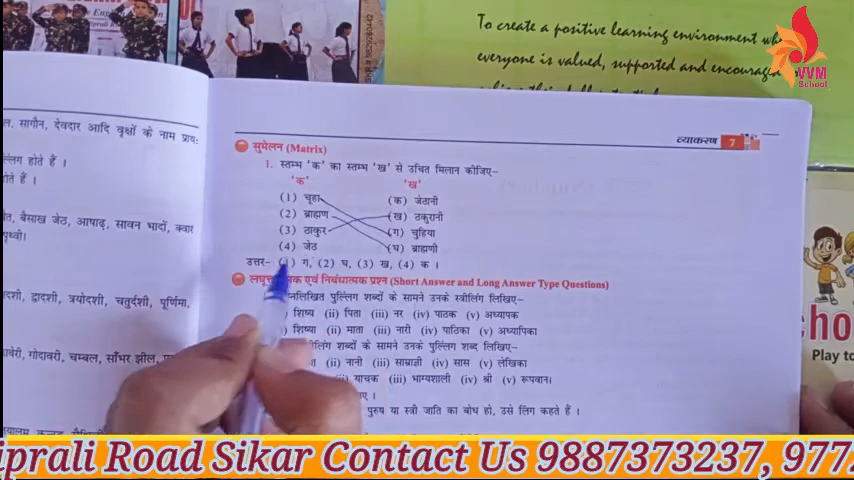 To create a positive learning environment
everyone is valued, supported and encouraged
VVM
School
व्याकरण 7
सुमेलन (Matrix)
1. स्तम्भ 'क' का स्तम्भ 'ख' से उचित मिलान कीजिए–
'क' 'ख'
(1) चूहा (क) जेठानी
(2) ब्राह्मण (ख) ठकुरानी
(3) ठाकुर (ग) चुहिया
(4) जेठ (घ) ब्राह्मणी
उत्तर- (1) ग, (2) घ, (3) ख, (4) क ।
एवं निबंधात्मक प्रश्न (Short Answer and Long Answer Type Questions)
पुल्लिंग शब्दों के सामने उनके स्त्रीलिंग लिखिए–
शिष्य (ii) पिता (iii) नर (iv) पाठक (v) अध्यापक
शिष्या (ii) माता (iii) नारी (iv) पाठिका (v) अध्यापिका
शब्दों के सामने उनके पुल्लिंग शब्द लिखिए–
(ii) नानी (iii) साम्राज्ञी (iv) सास (v) लेखिका
याचक (iii) भाग्यशाली (iv) श्री (v) रूपवान।
पुरुष या स्त्री जाति का बोध हो, उसे लिंग कहते हैं ।
सागौन, देवदार आदि वृक्षों के नाम प्रायः
होते हैं ।
होते हैं ।
बैसाख जेठ, आषाढ़, सावन भादों, क्वार
पृथ्वी।
द्वादशी, त्रयोदशी, चतुर्दशी, पूर्णिमा,
गोदावरी, चम्बल, साँभर झील,
Play to
iprali Road Sikar Contact Us 9887373237, 977